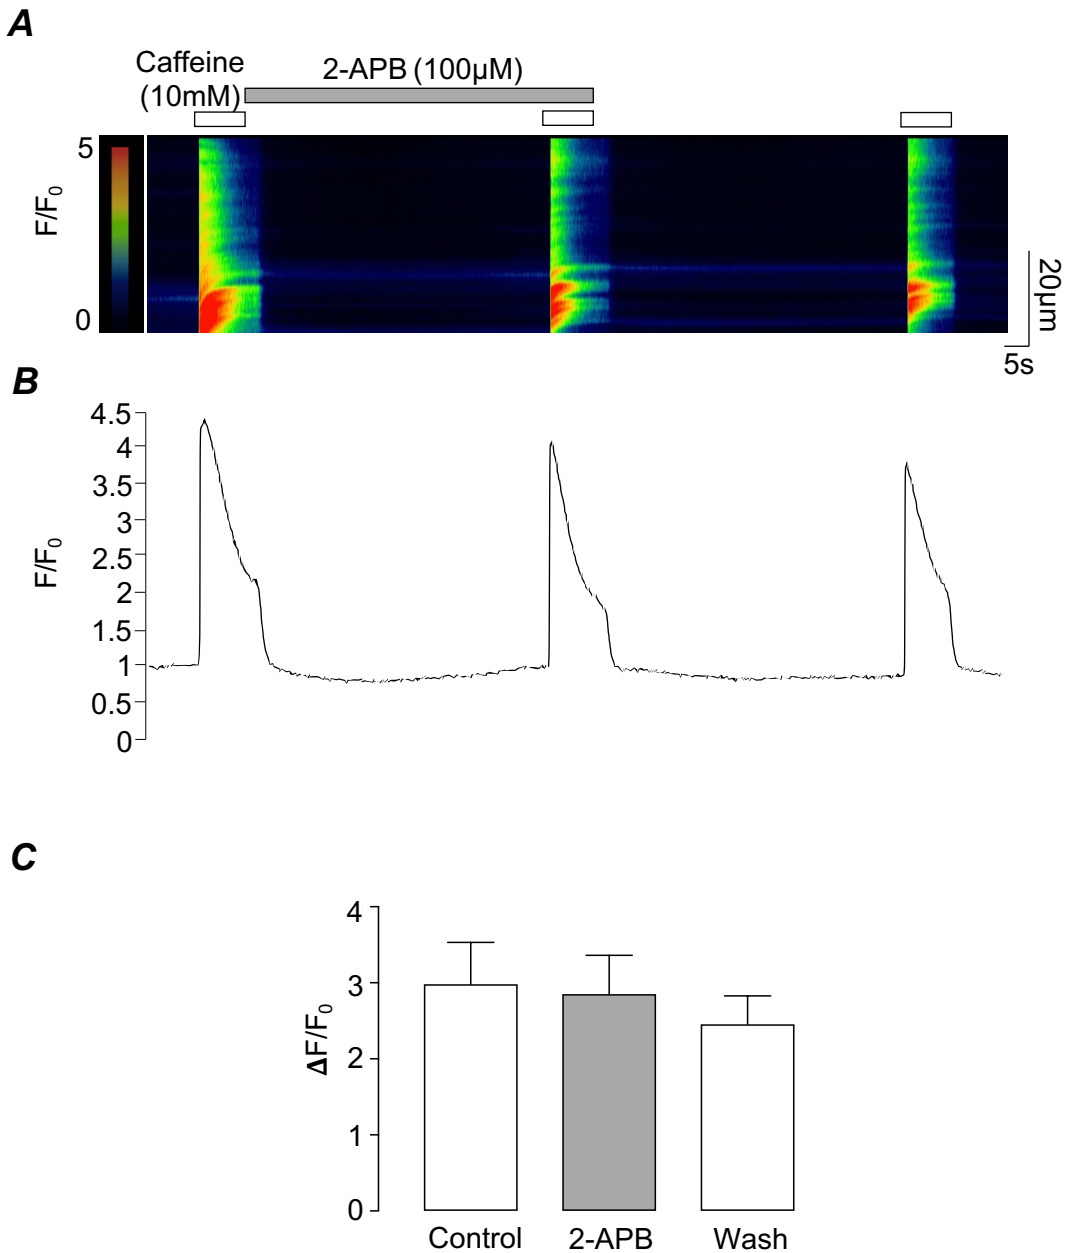 A
Caffeine
(10mM)
2-APB (100µM)
5
F/F0
0
20µm
5s
B
4.5
4
3.5
3
2.5
2
1.5
1
0.5
0
F/F0
C
4
3
2
1
0
ΔF/F0
Control 2-APB Wash